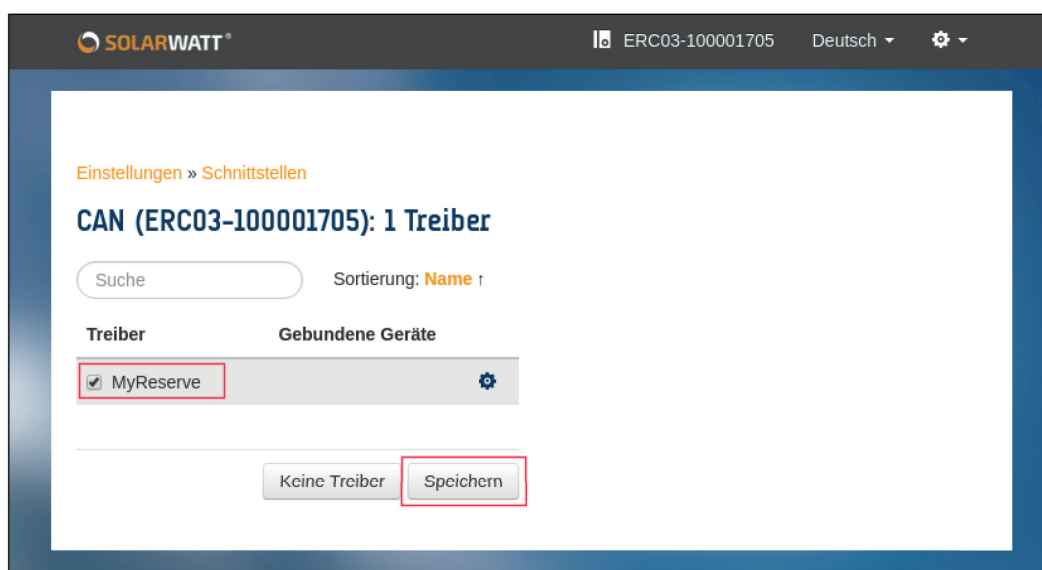 SOLARWATT® ERC03-100001705 Deutsch
Einstellungen » Schnittstellen
CAN (ERC03-100001705): 1 Treiber
Suche Sortierung: Name ↑
Treiber Gebundene Geräte
MyReserve
Keine Treiber Speichern